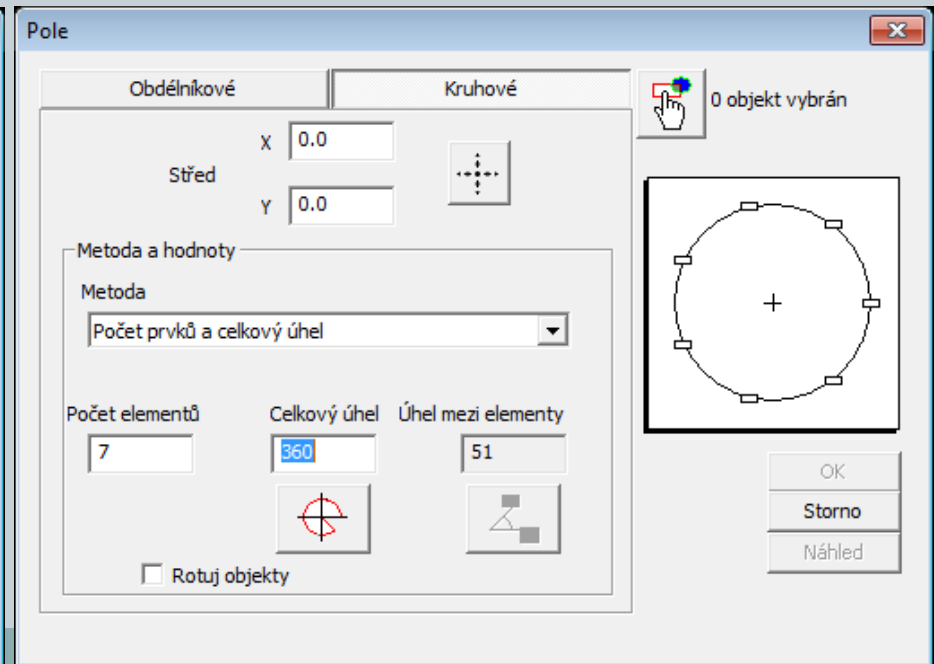 Pole
Obdélníkové
Kruhové
0 objekt vybrán
X 0.0
Střed
Y 0.0
Metoda a hodnoty
Metoda
Počet prvků a celkový úhel
Počet elementů Celkový úhel Úhel mezi elementy
7 360 51
Rotuj objekty
OK
Storno
Náhled